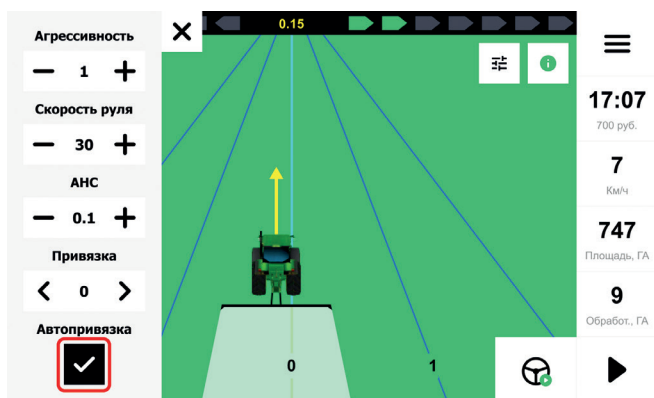 Агрессивность
1
Скорость руля
30
АНС
0.1
Привязка
0
Автопривязка
0.15
0
1
17:07
700 руб.
7
Км/ч
747
Площадь, ГА
9
Обработ., ГА